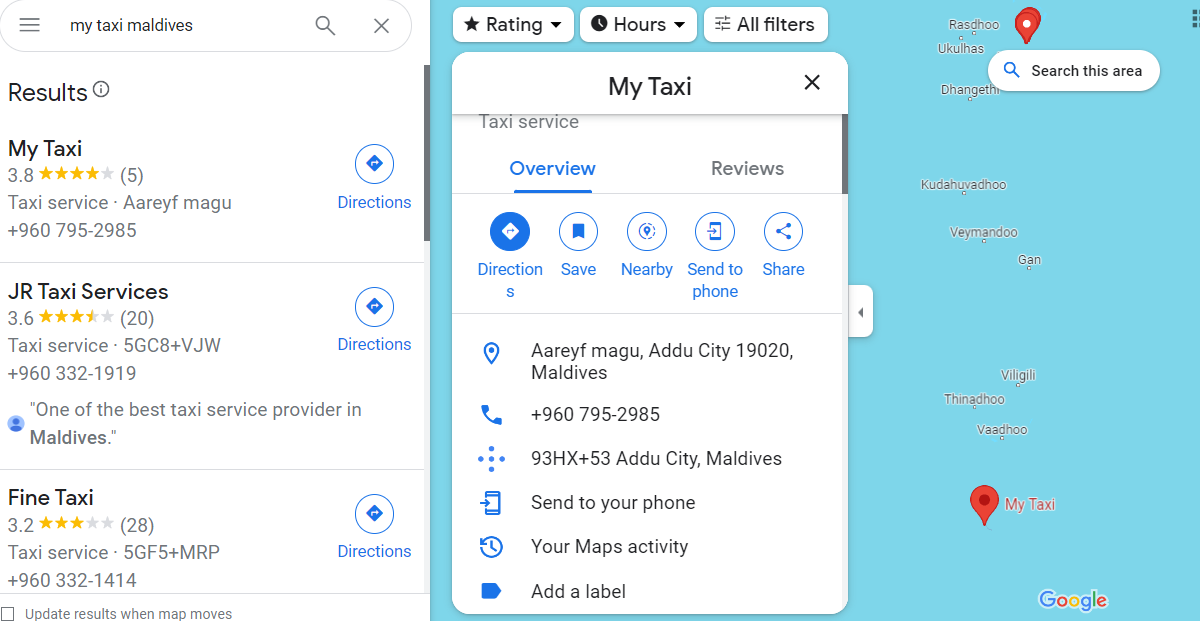 my taxi maldives
Results
My Taxi
3.8 (5)
Taxi service · Aareyf magu
+960 795-2985
Directions
JR Taxi Services
3.6 (20)
Taxi service · 5GC8+VJW
+960 332-1919
Directions
"One of the best taxi service provider in
Maldives."
Fine Taxi
3.2 (28)
Taxi service · 5GF5+MRP
+960 332-1414
Directions
Update results when map moves
Rating
Hours
All filters
My Taxi
Taxi service
Overview
Reviews
Direction
s
Save
Nearby
Send to
phone
Share
Aareyf magu, Addu City 19020,
Maldives
+960 795-2985
93HX+53 Addu City, Maldives
Send to your phone
Your Maps activity
Add a label
Rasdhoo
Ukulhas
Search this area
Dhangethi
Kudahuvadhoo
Veymandoo
Gan
Viligili
Thinadhoo
Vaadhoo
My Taxi
Google